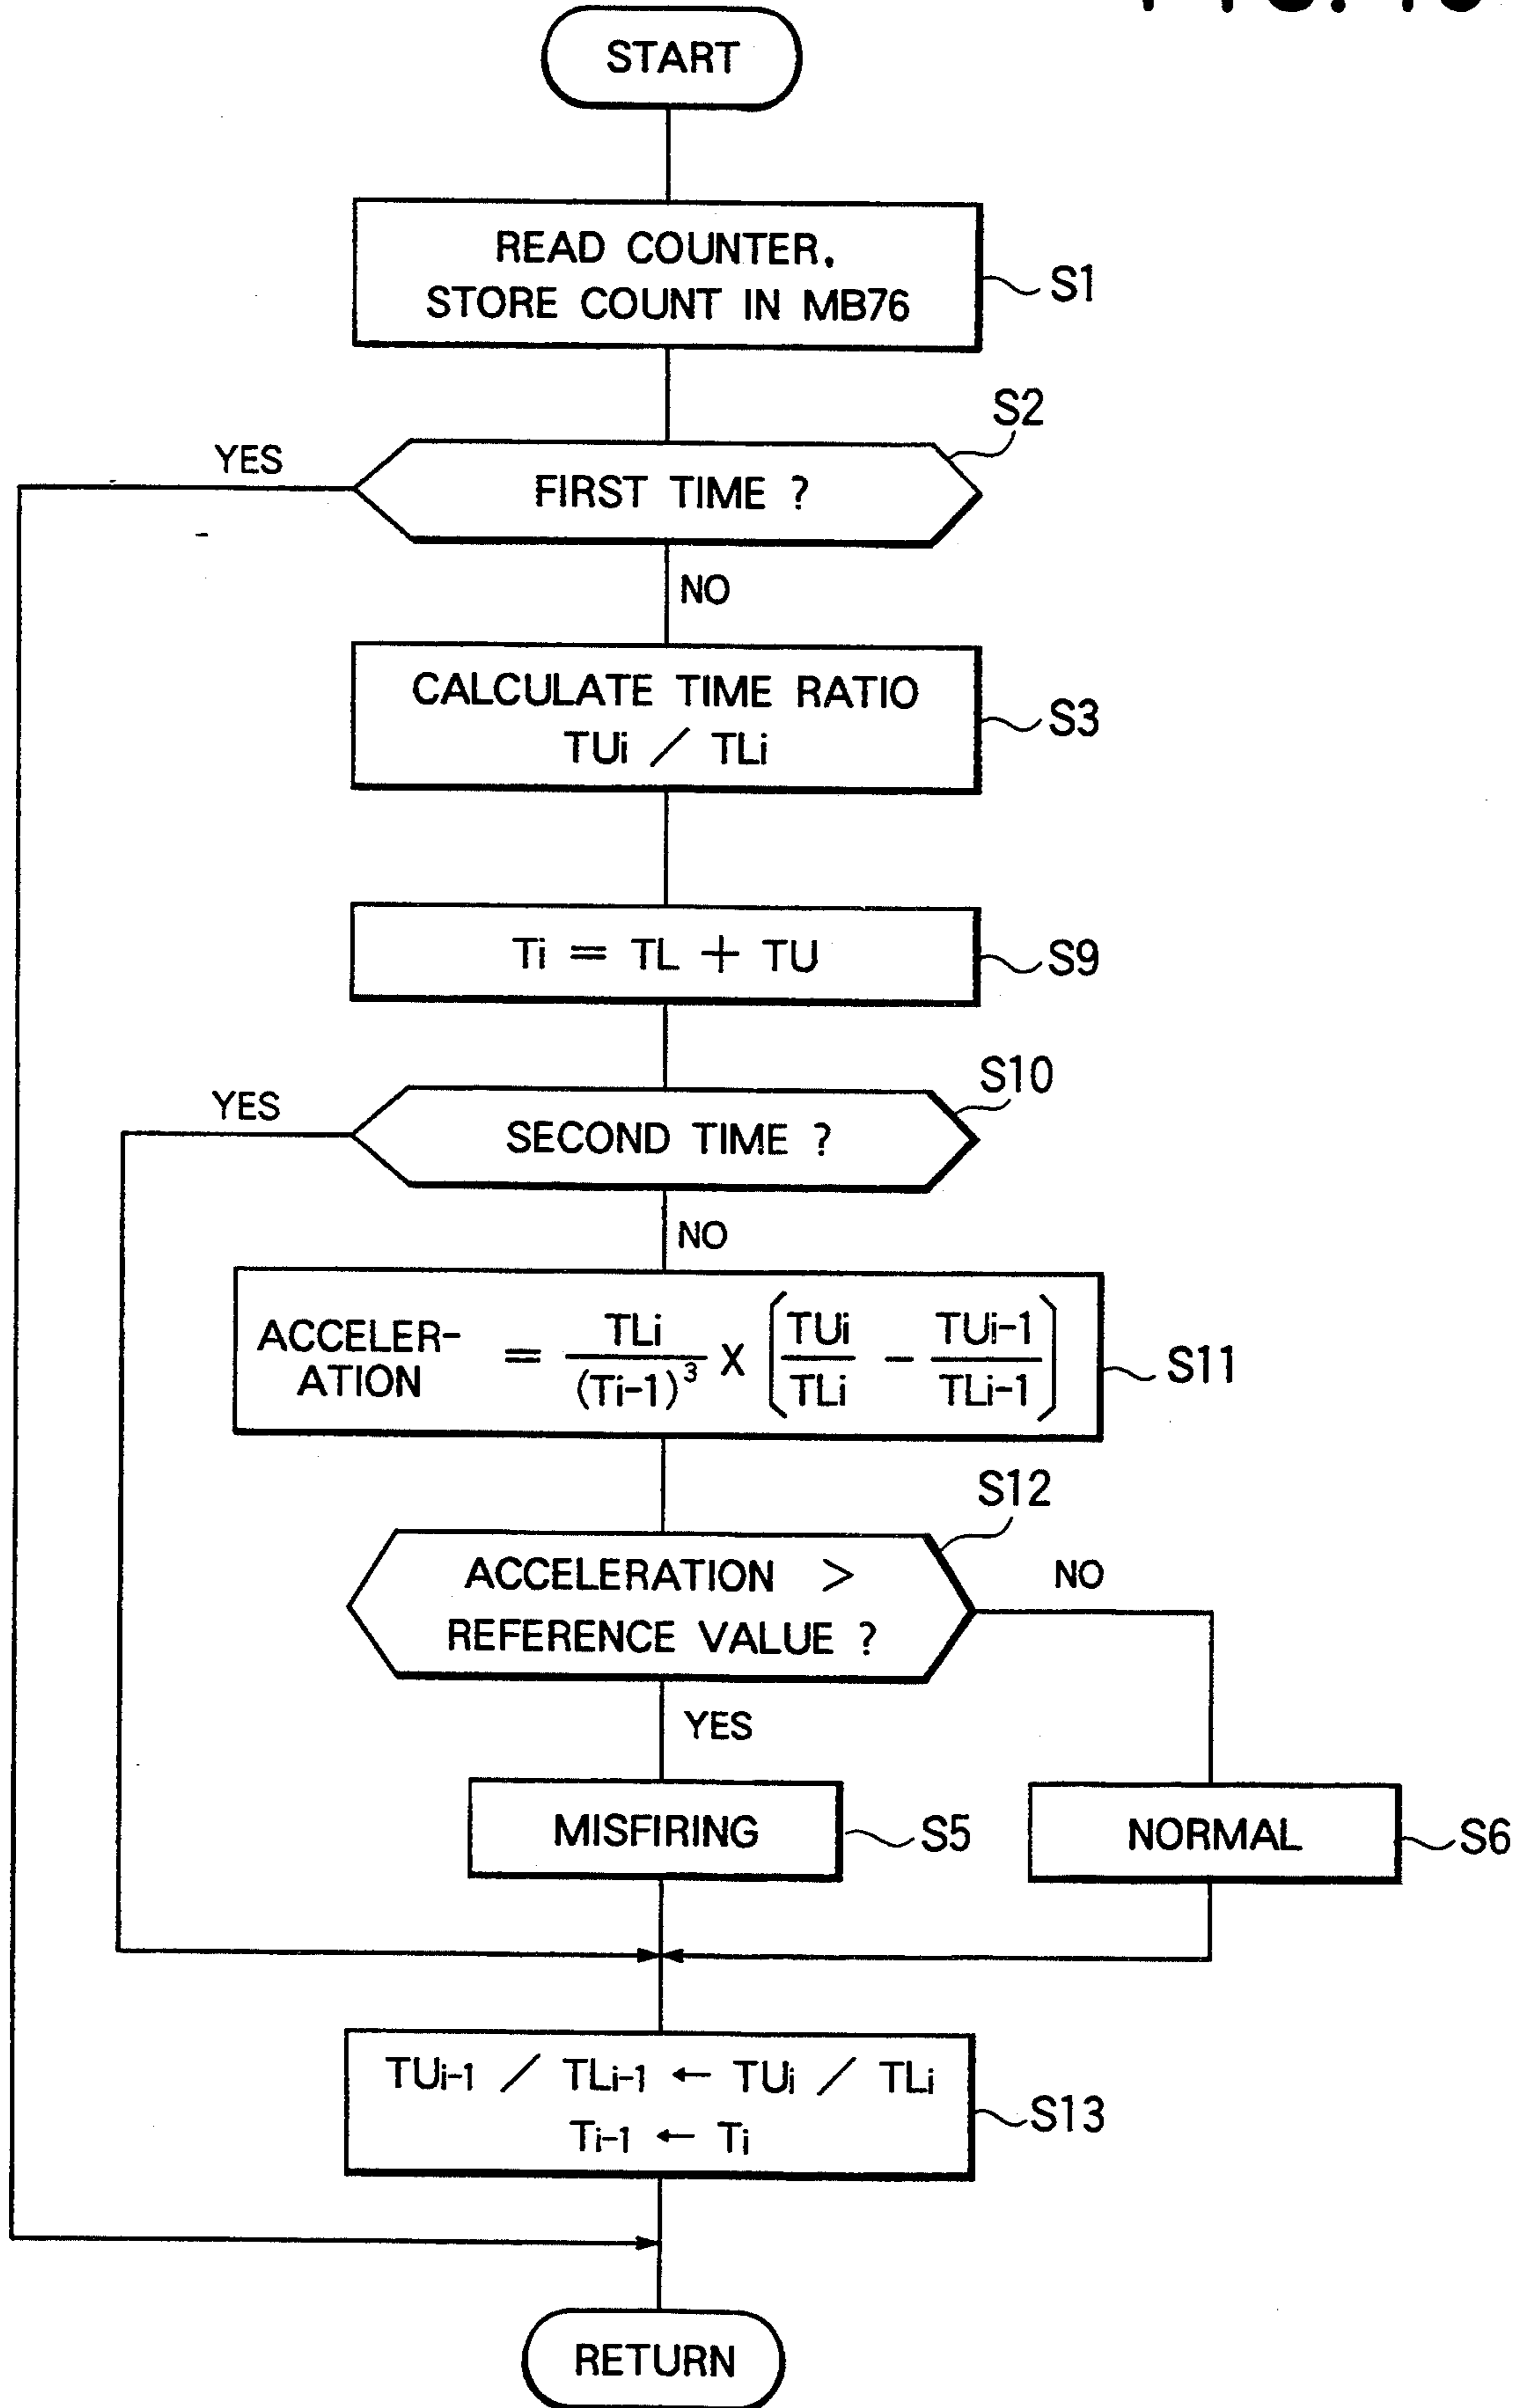 START
READ COUNTER.
STORE COUNT IN MB76
S1
S2
YES
FIRST TIME ?
NO
CALCULATE TIME RATIO
TUi / TLi
S3
Ti = TL + TU
S9
S10
YES
SECOND TIME ?
NO
ACCELER-
ATION
= TLi / (Ti-1)³ X [TUi / TLi - TUi-1 / TLi-1]
S11
S12
ACCELERATION >
REFERENCE VALUE ?
NO
YES
MISFIRING
S5
NORMAL
S6
TUi-1 / TLi-1 ← TUi / TLi
Ti-1 ← Ti
S13
RETURN